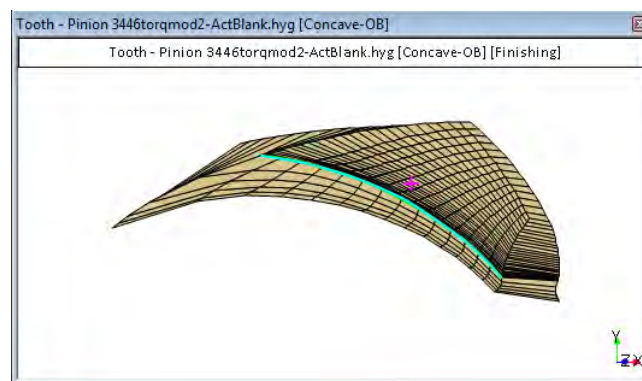 Tooth - Pinion 3446torqmod2-ActBlank.hyg [Concave-OB]
Tooth - Pinion 3446torqmod2-ActBlank.hyg [Concave-OB] [Finishing]
Y
Z X